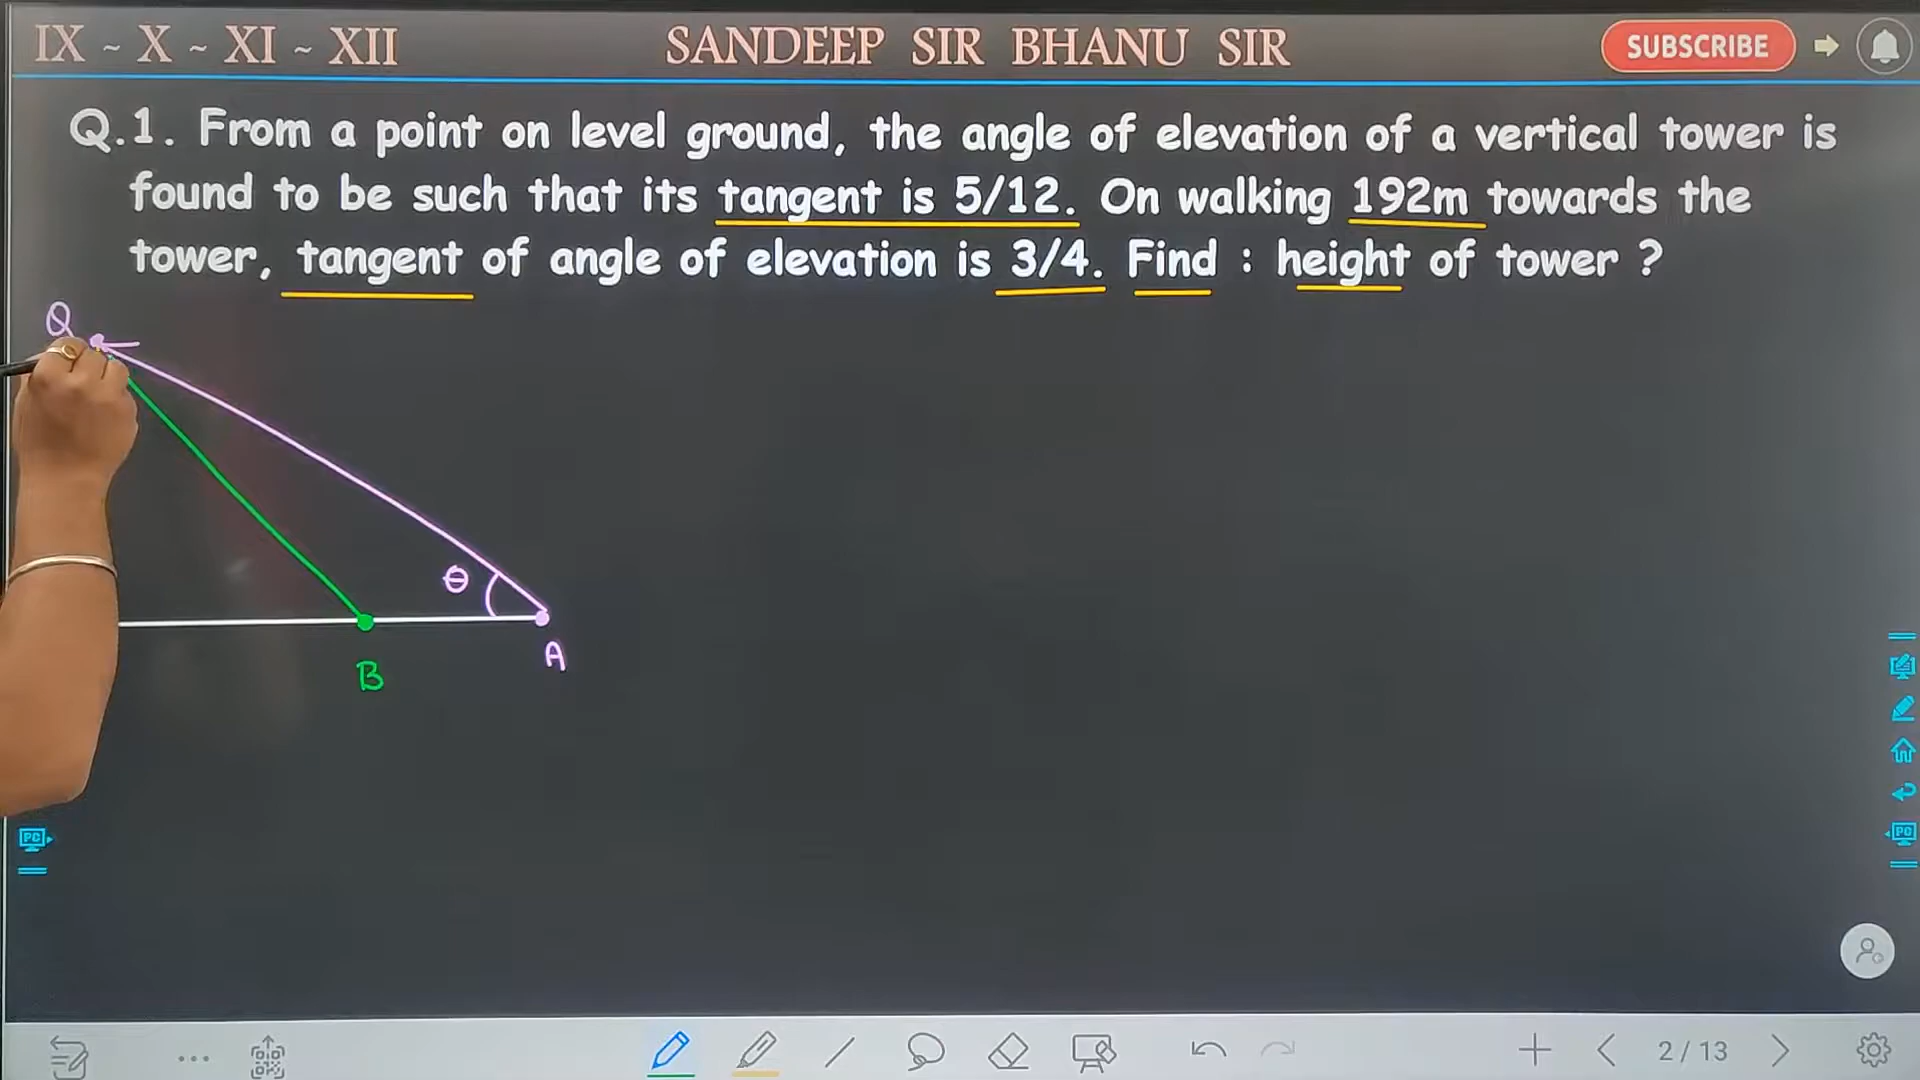 IX ~ X ~ XI ~ XII SANDEEP SIR BHANU SIR SUBSCRIBE
Q.1. From a point on level ground, the angle of elevation of a vertical tower is
found to be such that its tangent is 5/12. On walking 192m towards the
tower, tangent of angle of elevation is 3/4. Find : height of tower ?
Q
θ
A
B
PC
PC
2 / 13